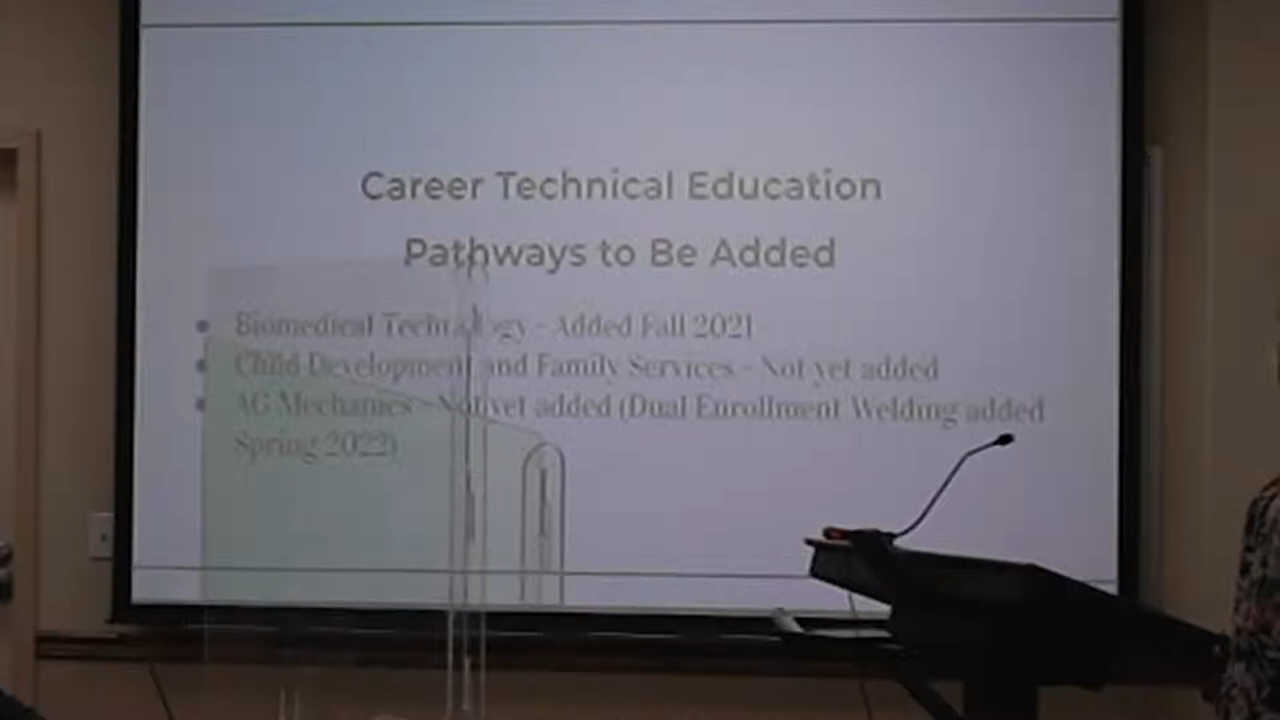 Career Technical Education
Pathways to Be Added
Biomedical Technology - Added Fall 2021
Child Development and Family Services - Not yet added
AG Mechanics - Not yet added (Dual Enrollment Welding added
Spring 2022)